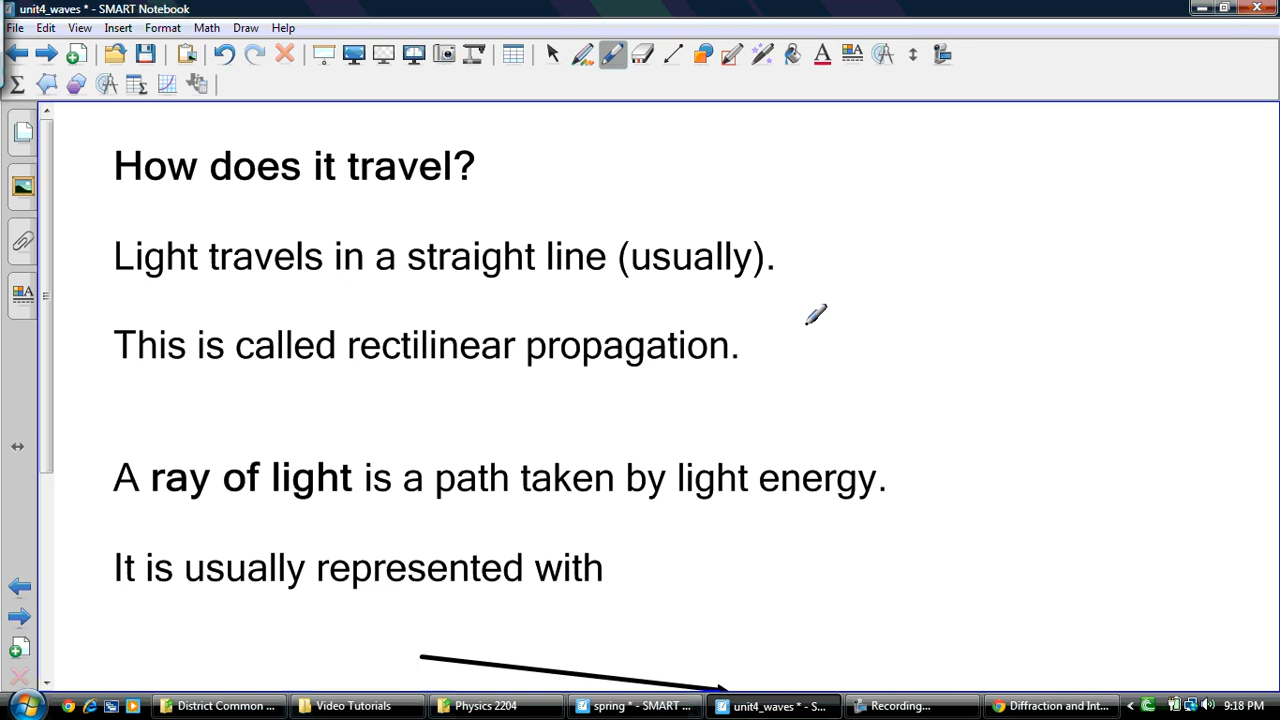 unit4_waves * - SMART Notebook
File Edit View Insert Format Math Draw Help
How does it travel?
Light travels in a straight line (usually).
This is called rectilinear propagation.
A ray of light is a path taken by light energy.
It is usually represented with
District Common ... Video Tutorials Physics 2204 spring * - SMART ... unit4_waves * - S... Recording... Diffraction and Int... 9:18 PM